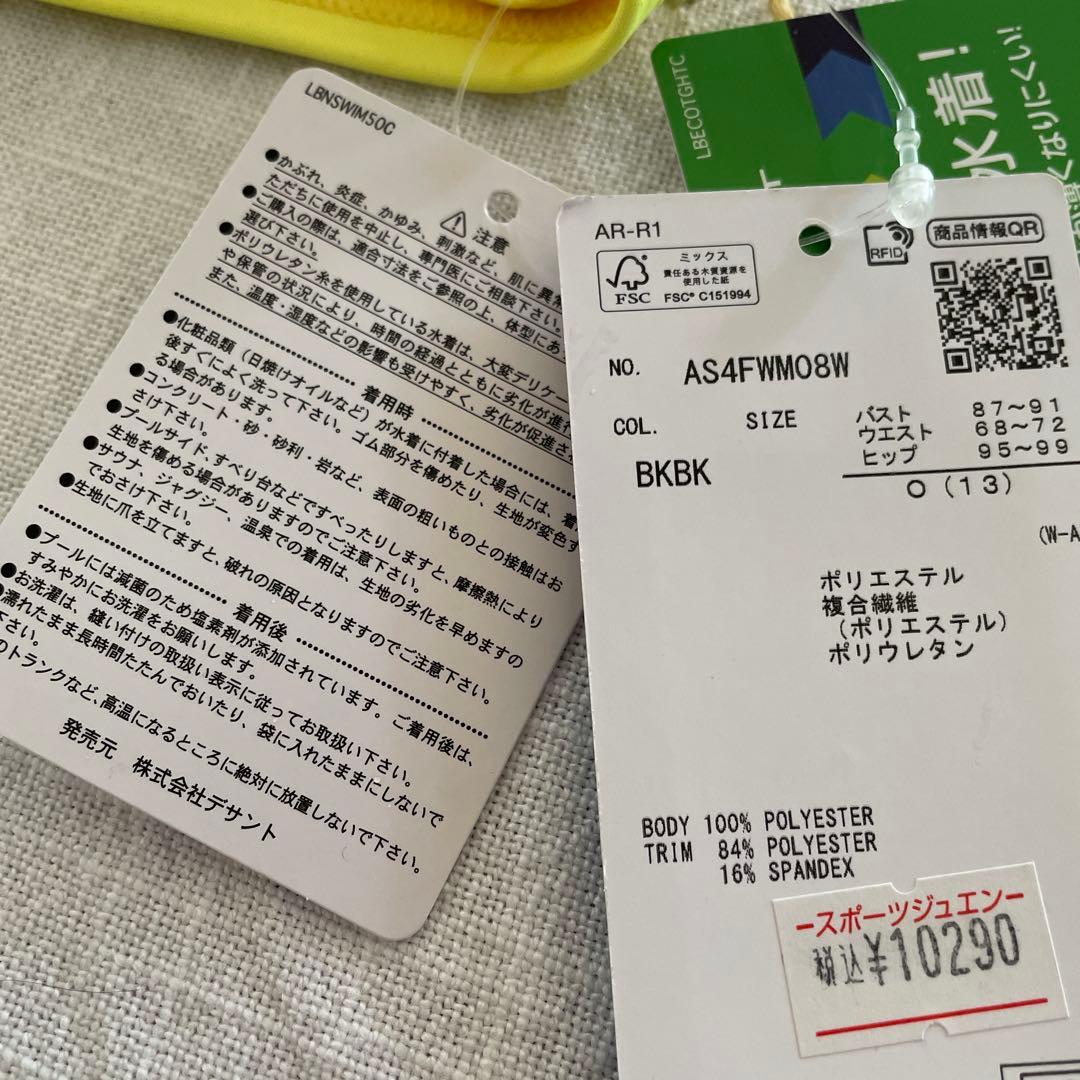 LBNSWIM50C
⚠ 注意
●かぶれ、炎症、かゆみ、刺激など、肌に異常
ただちに使用を中止し、専門医にご相談下さい。
●ご購入の際は、適合寸法をご参照の上、体型にあ
選び下さい。
●ポリウレタン糸を使用している水着は、大変デリケー
や保管の状況により、時間の経過とともに劣化が進行
また、温度・湿度などの影響も受けやすく、劣化が促進さ
着用時
●化粧品類（日焼けオイルなど）が水着に付着した場合には、着
後すぐによく洗って下さい。ゴム部分を傷めたり、生地が変色す
る場合があります。
●コンクリート・砂・砂利・岩など、表面の粗いものとの接触はお
さけ下さい。
●プールサイド、すべり台などですべったりしますと、摩擦熱により
生地を傷める場合がありますのでご注意下さい。
●サウナ、ジャグジー、温泉での着用は、生地の劣化を早めますの
でおさけ下さい。
●生地に爪を立てますと、破れの原因となりますのでご注意下さい。
着用後
●プールには滅菌のため塩素剤が添加されています。ご着用後は、
すみやかにお洗濯をお願いします。
●お洗濯は、縫い付けの取扱い表示に従ってお取扱い下さい。
濡れたまま長時間たたんでおいたり、袋に入れたままにしないで
下さい。
のトランクなど、高温になるところに絶対に放置しないで下さい。
発売元 株式会社デサント
LBECOTGHTC
水着!
くなりにくい!
AR-R1
FSC
ミックス
責任ある木質資源を
使用した紙
FSC® C151994
RFID
商品情報QR
NO. AS4FWM08W
COL. SIZE
バスト 87〜91
ウエスト 68〜72
ヒップ 95〜99
BKBK
O (13)
(W-A
ポリエステル
複合繊維
(ポリエステル)
ポリウレタン
BODY 100% POLYESTER
TRIM 84% POLYESTER
16% SPANDEX
ースポーツジュエンー
税込¥10290